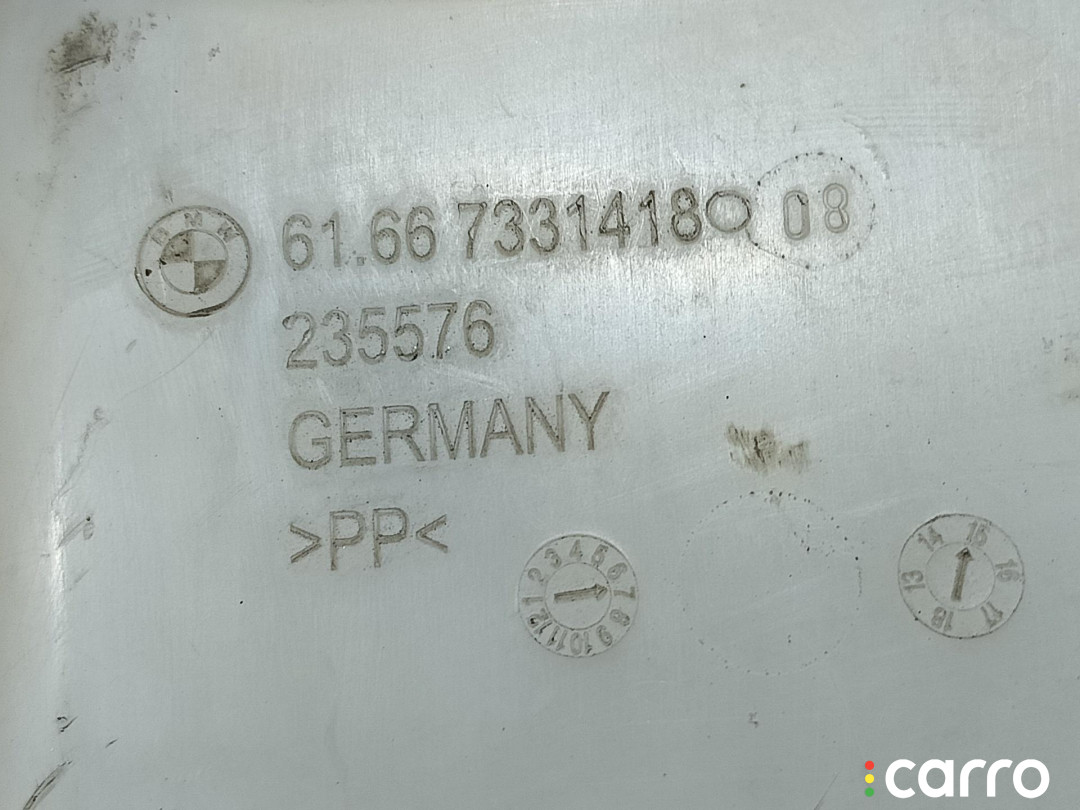 BMW
61.66 7331418 08
235576
GERMANY
>PP<
1 2 3 4 5 6 7 8 9 10 11 12
13 14 15 16 17 18
carro